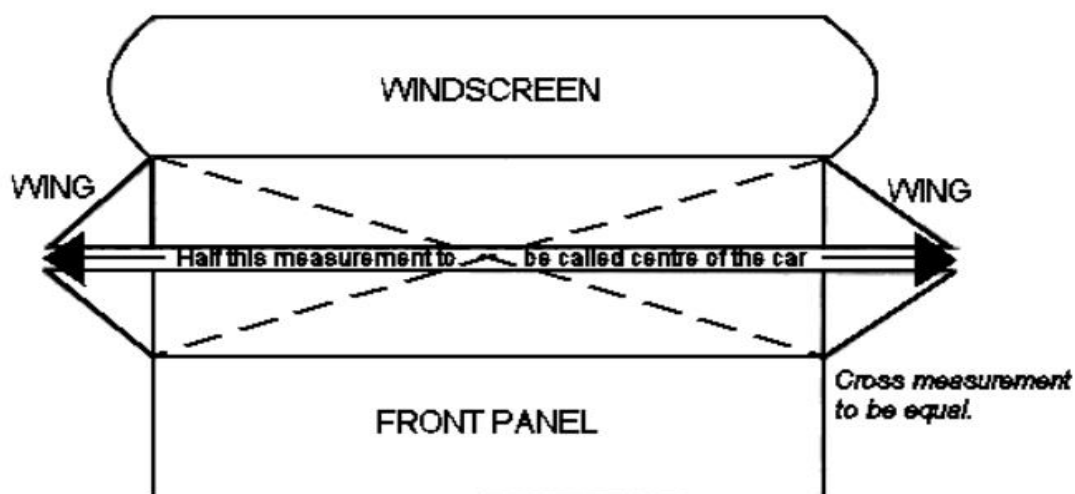 WINDSCREEN
WING
WING
Half this measurement to be called centre of the car
Cross measurement
to be equal.
FRONT PANEL